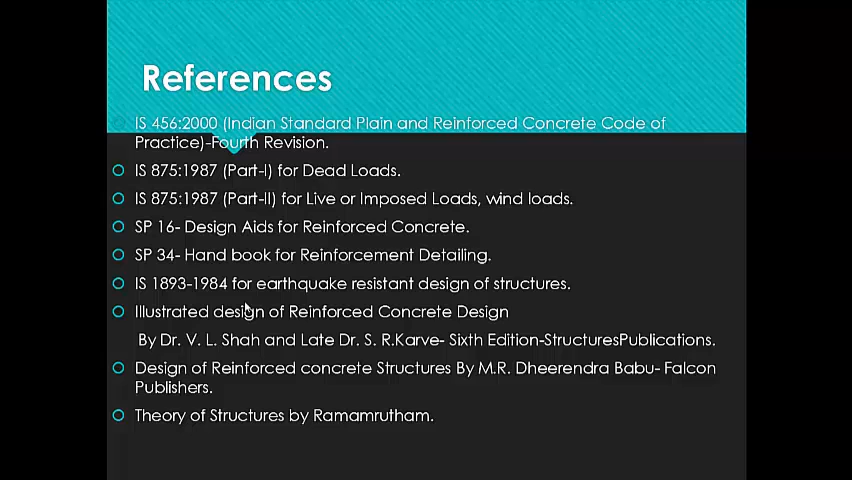 References
IS 456:2000 (Indian Standard Plain and Reinforced Concrete Code of
Practice)-Fourth Revision.
IS 875:1987 (Part-I) for Dead Loads.
IS 875:1987 (Part-II) for Live or Imposed Loads, wind loads.
SP 16- Design Aids for Reinforced Concrete.
SP 34- Hand book for Reinforcement Detailing.
IS 1893-1984 for earthquake resistant design of structures.
Illustrated design of Reinforced Concrete Design
By Dr. V. L. Shah and Late Dr. S. R.Karve- Sixth Edition-StructuresPublications.
Design of Reinforced concrete Structures By M.R. Dheerendra Babu- Falcon
Publishers.
Theory of Structures by Ramamrutham.